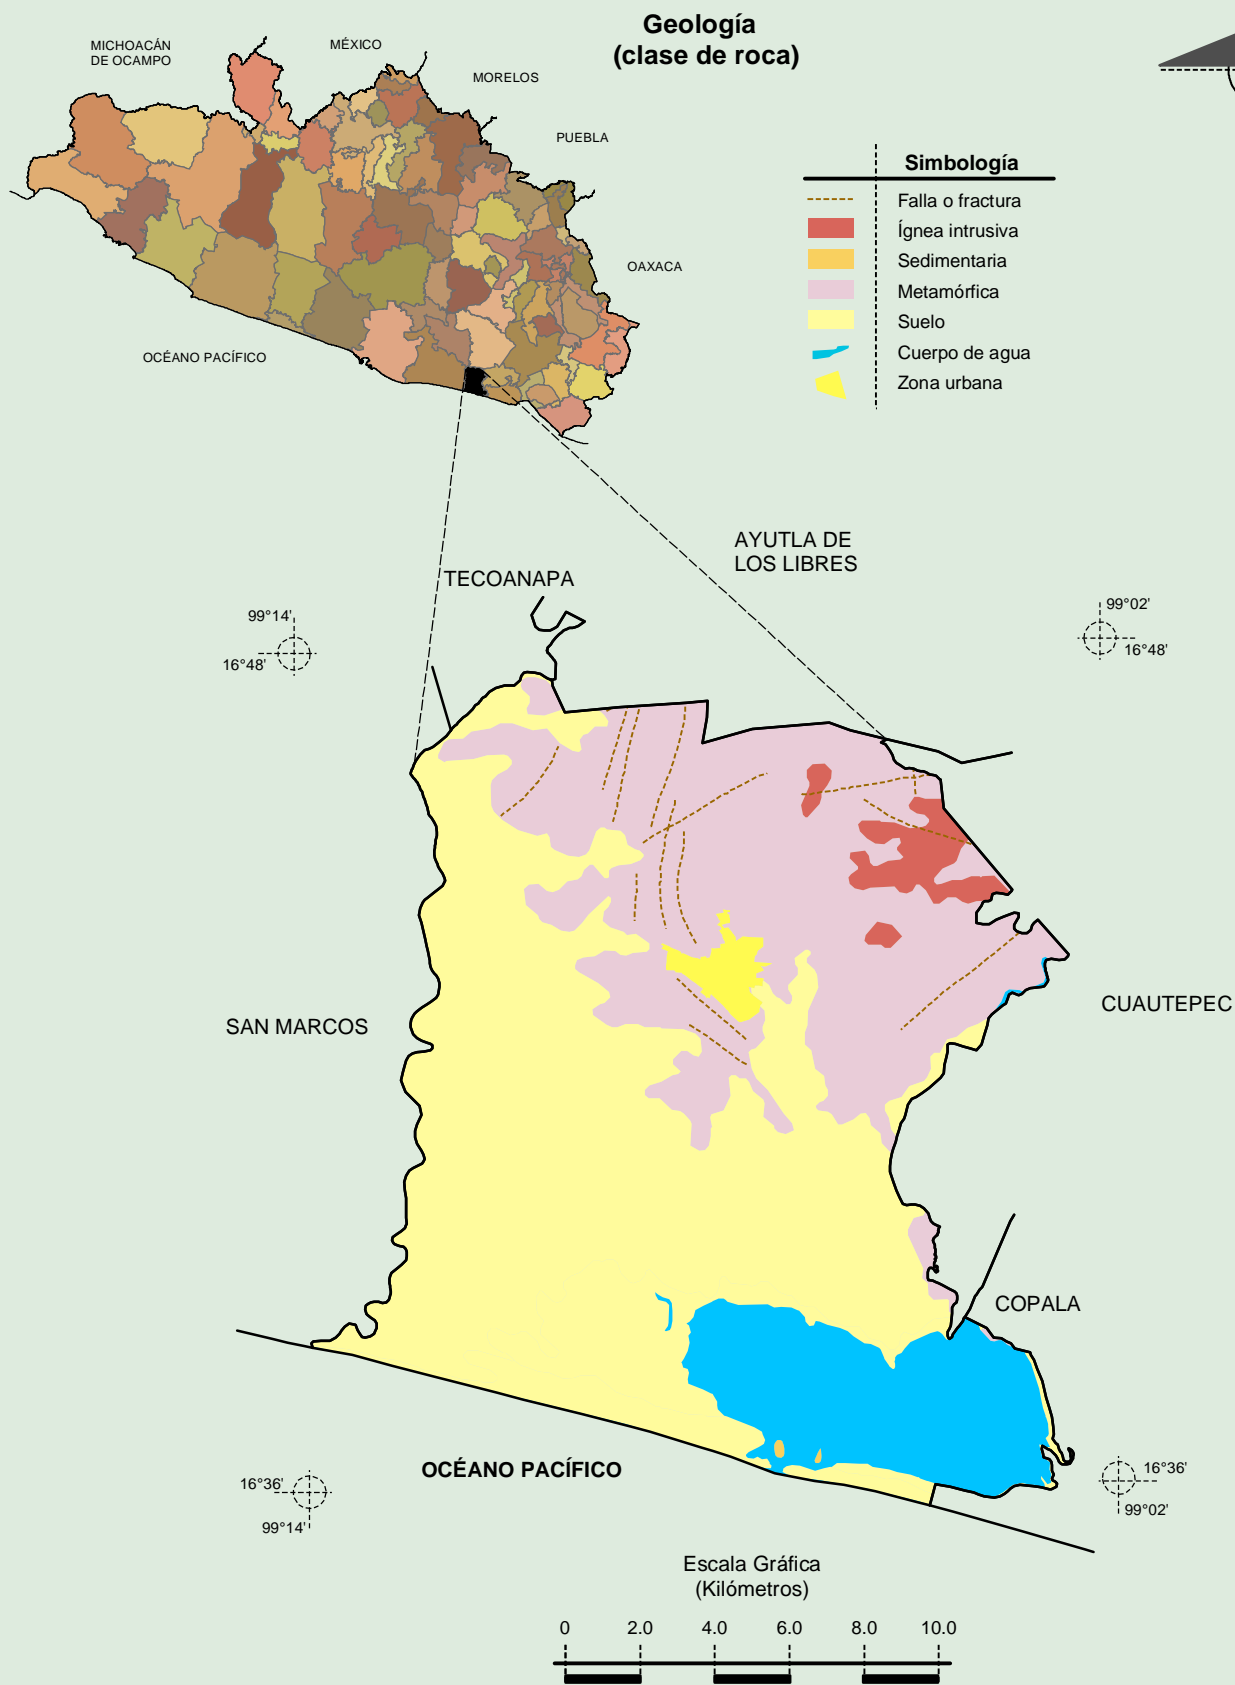 Geología
(clase de roca)
MICHOACÁN
DE OCAMPO
MÉXICO
MORELOS
PUEBLA
OAXACA
OCÉANO PACÍFICO
Simbología
Falla o fractura
Ígnea intrusiva
Sedimentaria
Metamórfica
Suelo
Cuerpo de agua
Zona urbana
AYUTLA DE
LOS LIBRES
TECOANAPA
99°14'
16°48'
99°02'
16°48'
SAN MARCOS
CUAUTEPEC
COPALA
OCÉANO PACÍFICO
16°36'
99°14'
16°36'
99°02'
Escala Gráfica
(Kilómetros)
0 2.0 4.0 6.0 8.0 10.0